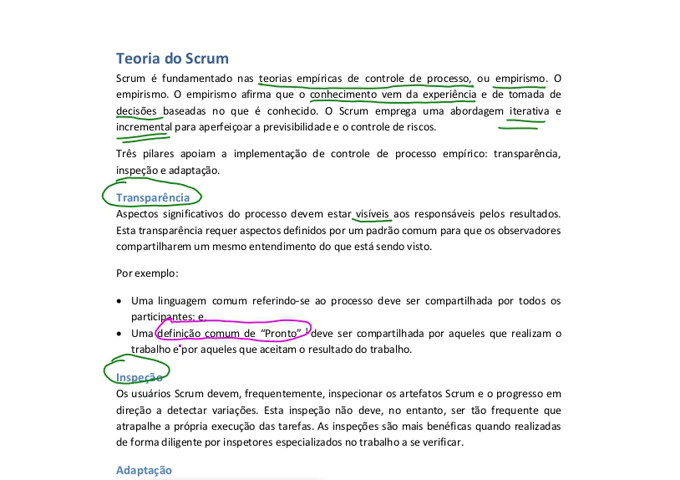 Teoria do Scrum
Scrum é fundamentado nas teorias empíricas de controle de processo, ou empirismo. O
empirismo. O empirismo afirma que o conhecimento vem da experiência e de tomada de
decisões baseadas no que é conhecido. O Scrum emprega uma abordagem iterativa e
incremental para aperfeiçoar a previsibilidade e o controle de riscos.
Três pilares apoiam a implementação de controle de processo empírico: transparência,
inspeção e adaptação.
Transparência
Aspectos significativos do processo devem estar visíveis aos responsáveis pelos resultados.
Esta transparência requer aspectos definidos por um padrão comum para que os observadores
compartilharem um mesmo entendimento do que está sendo visto.
Por exemplo:
• Uma linguagem comum referindo-se ao processo deve ser compartilhada por todos os
participantes; e,
• Uma definição comum de “Pronto”¹ deve ser compartilhada por aqueles que realizam o
trabalho e por aqueles que aceitam o resultado do trabalho.
Inspeção
Os usuários Scrum devem, frequentemente, inspecionar os artefatos Scrum e o progresso em
direção a detectar variações. Esta inspeção não deve, no entanto, ser tão frequente que
atrapalhe a própria execução das tarefas. As inspeções são mais benéficas quando realizadas
de forma diligente por inspetores especializados no trabalho a se verificar.
Adaptação